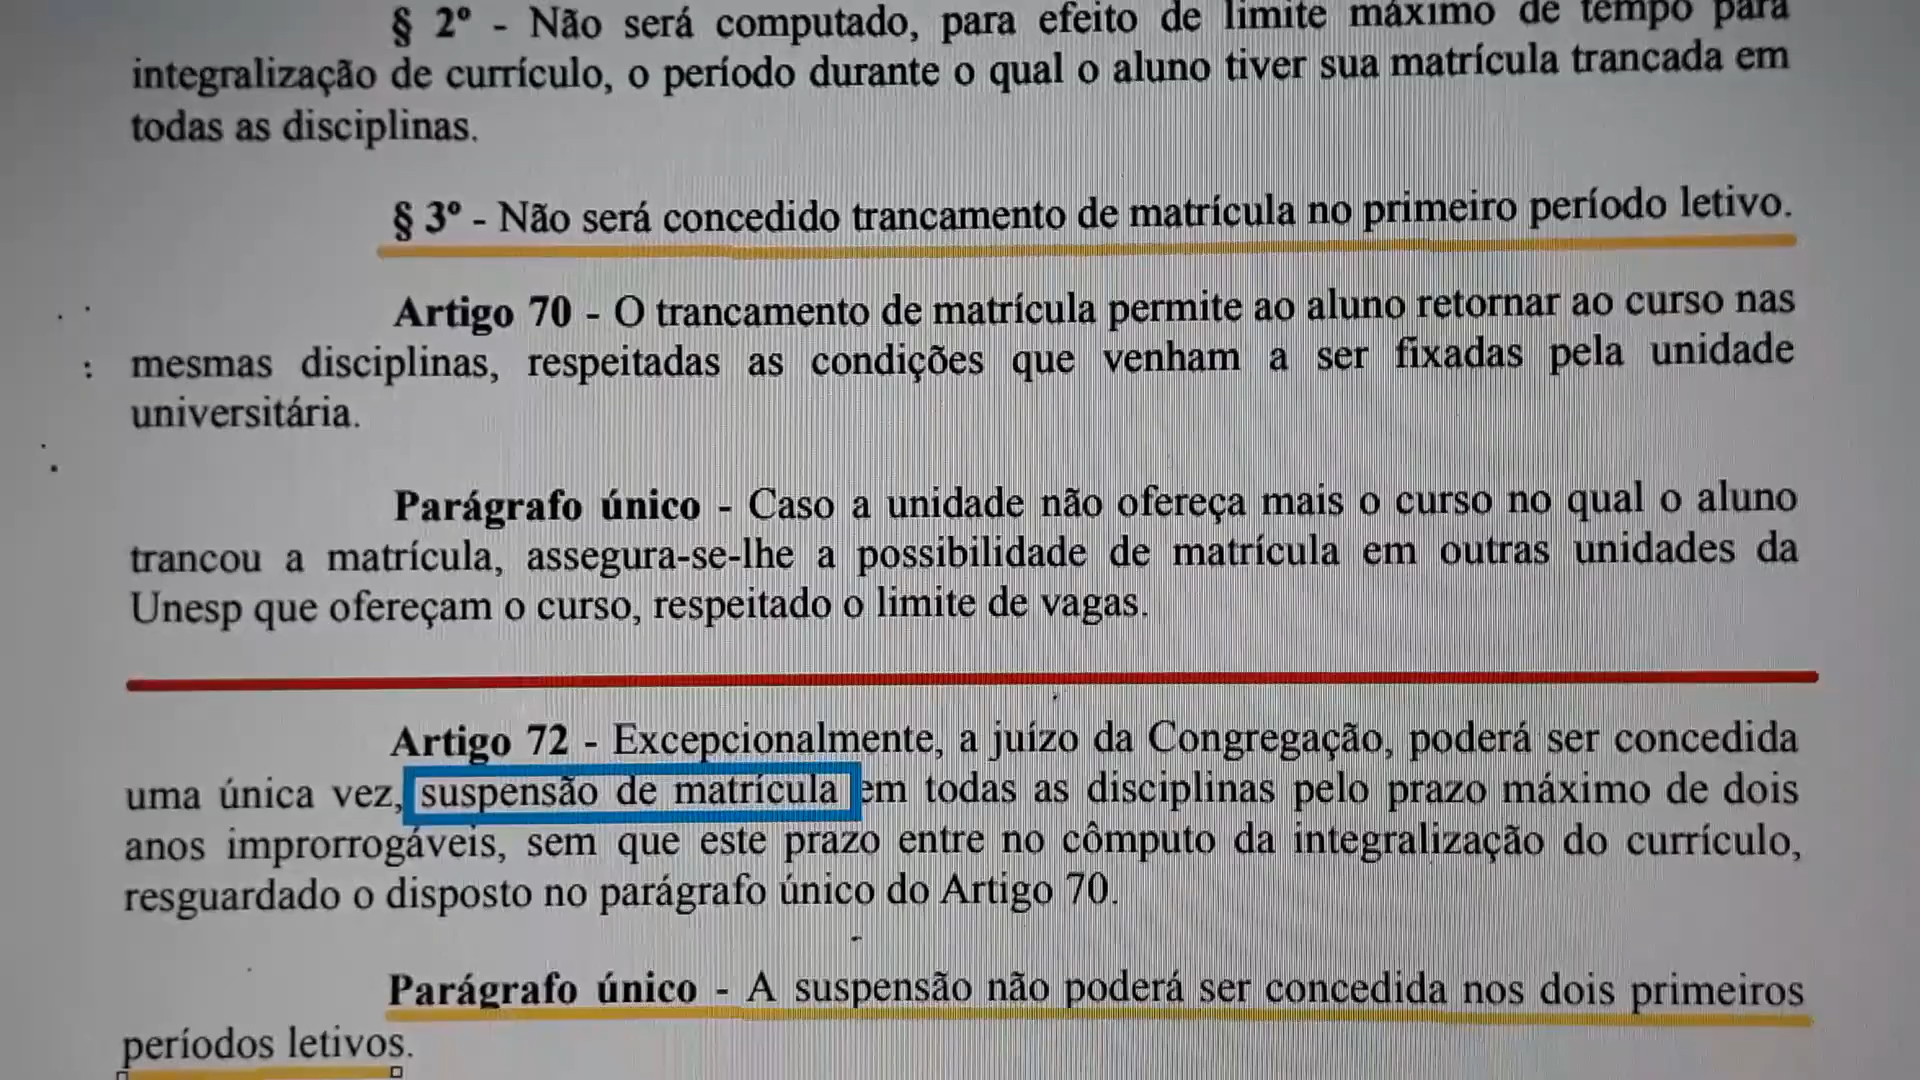 § 2º - Não será computado, para efeito de limite máximo de tempo para
integralização de currículo, o período durante o qual o aluno tiver sua matrícula trancada em
todas as disciplinas.
§ 3º - Não será concedido trancamento de matrícula no primeiro período letivo.
Artigo 70 - O trancamento de matrícula permite ao aluno retornar ao curso nas
mesmas disciplinas, respeitadas as condições que venham a ser fixadas pela unidade
universitária.
Parágrafo único - Caso a unidade não ofereça mais o curso no qual o aluno
trancou a matrícula, assegura-se-lhe a possibilidade de matrícula em outras unidades da
Unesp que ofereçam o curso, respeitado o limite de vagas.
Artigo 72 - Excepcionalmente, a juízo da Congregação, poderá ser concedida
uma única vez, suspensão de matrícula em todas as disciplinas pelo prazo máximo de dois
anos improrrogáveis, sem que este prazo entre no cômputo da integralização do currículo,
resguardado o disposto no parágrafo único do Artigo 70.
Parágrafo único - A suspensão não poderá ser concedida nos dois primeiros
períodos letivos.